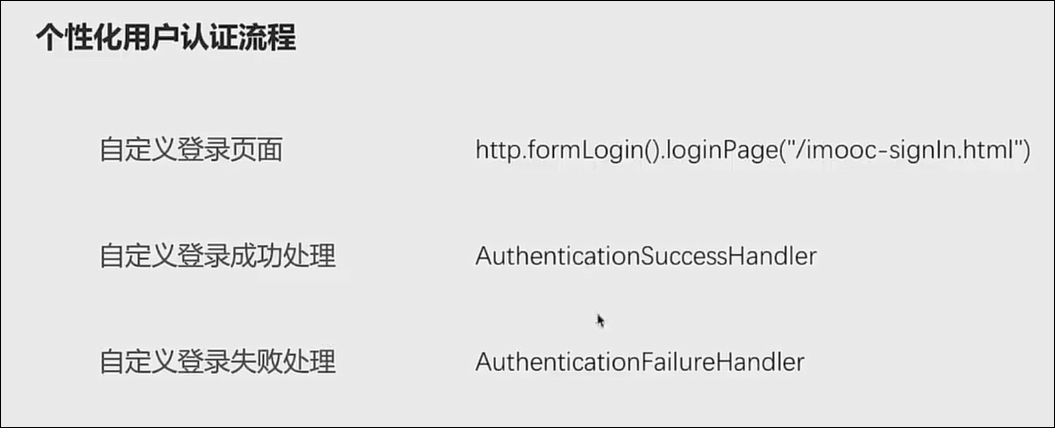 个性化用户认证流程
自定义登录页面 http.formLogin().loginPage("/imooc-signIn.html")
自定义登录成功处理 AuthenticationSuccessHandler
自定义登录失败处理 AuthenticationFailureHandler